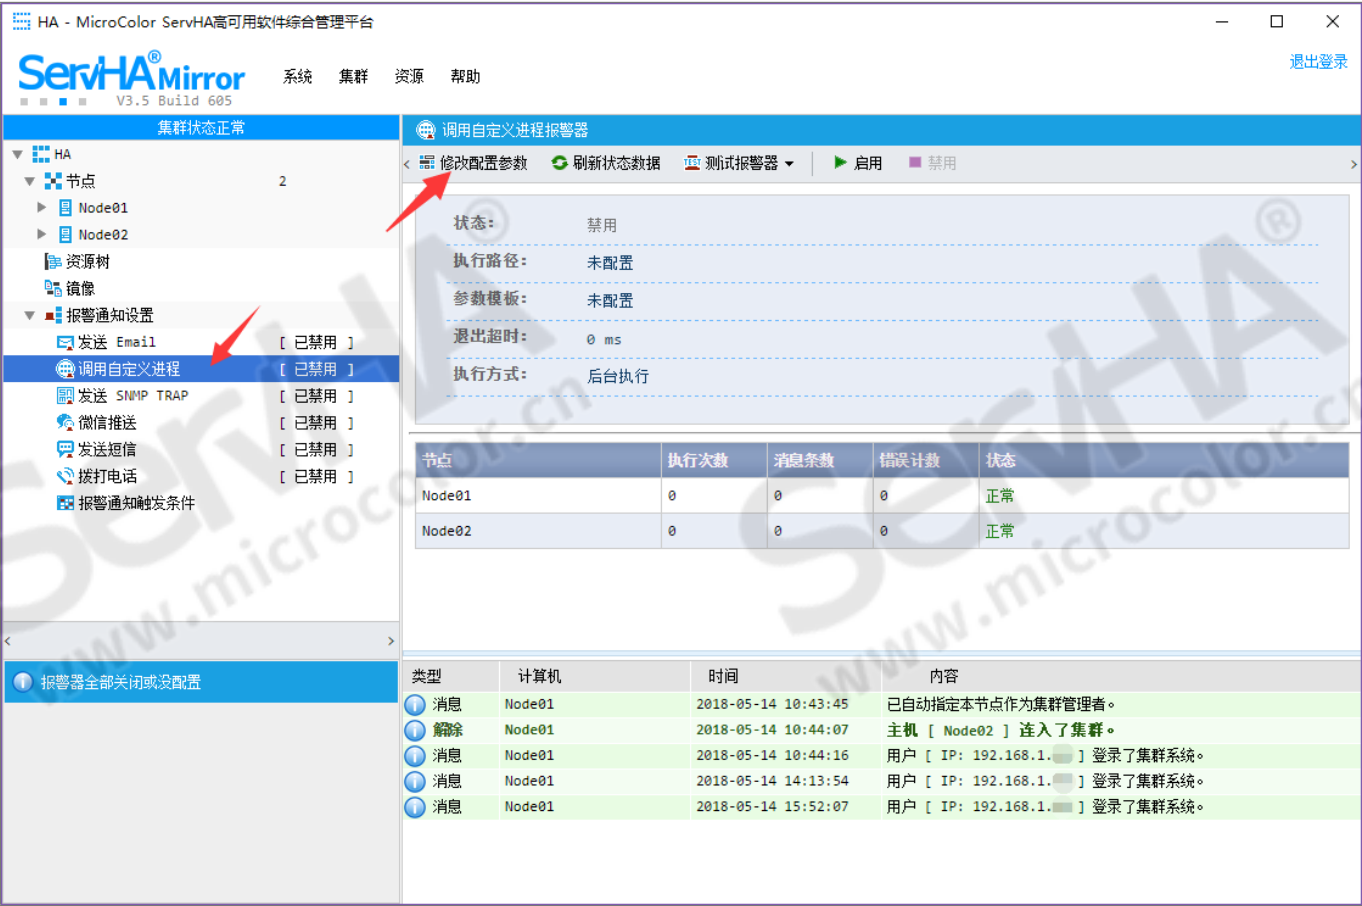 HA - MicroColor ServHA高可用软件综合管理平台
ServHA® Mirror
V3.5 Build 605
系统 集群 资源 帮助
退出登录
集群状态正常
HA
节点 2
Node01
Node02
资源树
镜像
报警通知设置
发送 Email [ 已禁用 ]
调用自定义进程 [ 已禁用 ]
发送 SNMP TRAP [ 已禁用 ]
微信推送 [ 已禁用 ]
发送短信 [ 已禁用 ]
拨打电话 [ 已禁用 ]
报警通知触发条件
报警器全部关闭或没配置
调用自定义进程报警器
修改配置参数 刷新状态数据 TEST 测试报警器 启用 禁用
状态: 禁用
执行路径: 未配置
参数模板: 未配置
退出超时: 0 ms
执行方式: 后台执行
节点 执行次数 消息条数 错误计数 状态
Node01 0 0 0 正常
Node02 0 0 0 正常
类型 计算机 时间 内容
消息 Node01 2018-05-14 10:43:45 已自动指定本节点作为集群管理者。
解除 Node01 2018-05-14 10:44:07 主机 [ Node02 ] 连入了集群。
消息 Node01 2018-05-14 10:44:16 用户 [ IP: 192.168.1. ] 登录了集群系统。
消息 Node01 2018-05-14 14:13:54 用户 [ IP: 192.168.1. ] 登录了集群系统。
消息 Node01 2018-05-14 15:52:07 用户 [ IP: 192.168.1. ] 登录了集群系统。
ServHA®
www.microcolor.cn
ServHA®
www.microcolor.cn